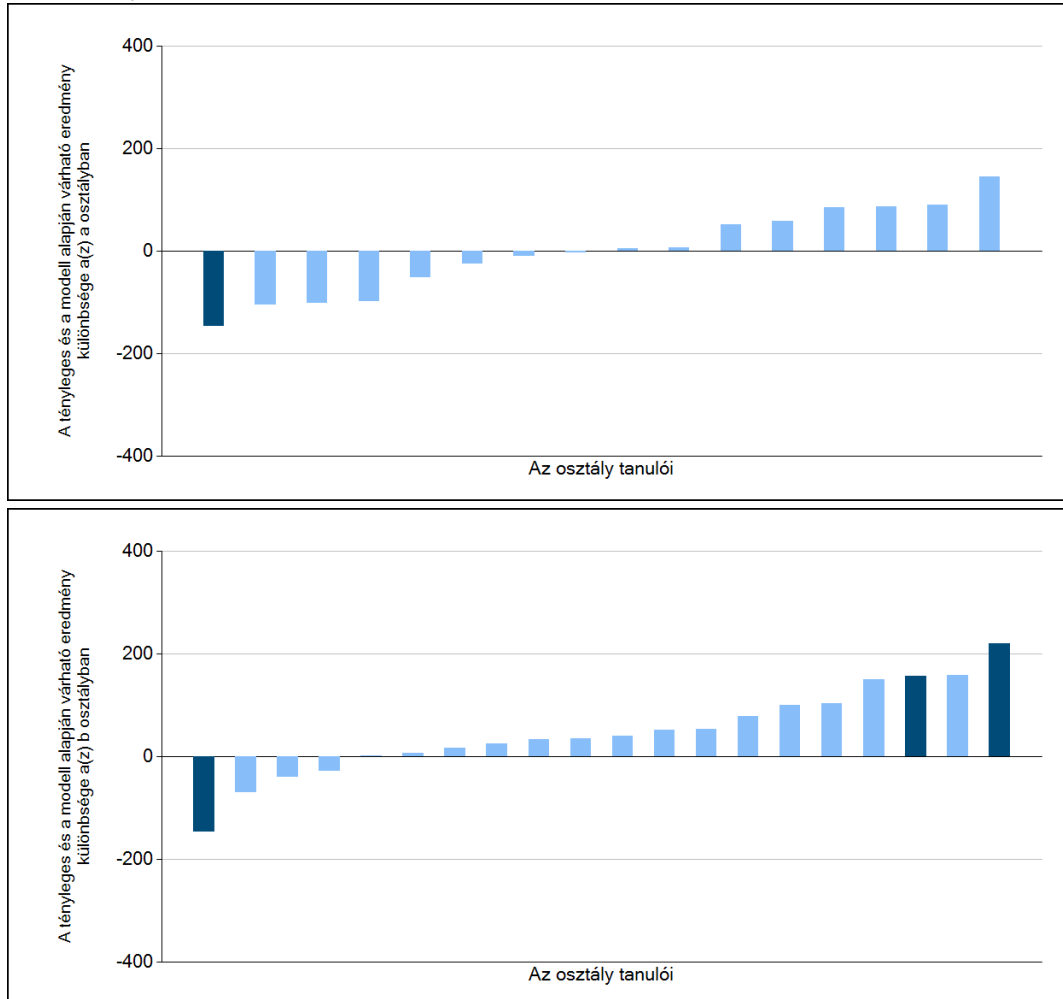 A tényleges és a modell alapján várható eredmény
különbsége a(z) a osztályban
400
200
0
-200
-400
Az osztály tanulói
A tényleges és a modell alapján várható eredmény
különbsége a(z) b osztályban
400
200
0
-200
-400
Az osztály tanulói